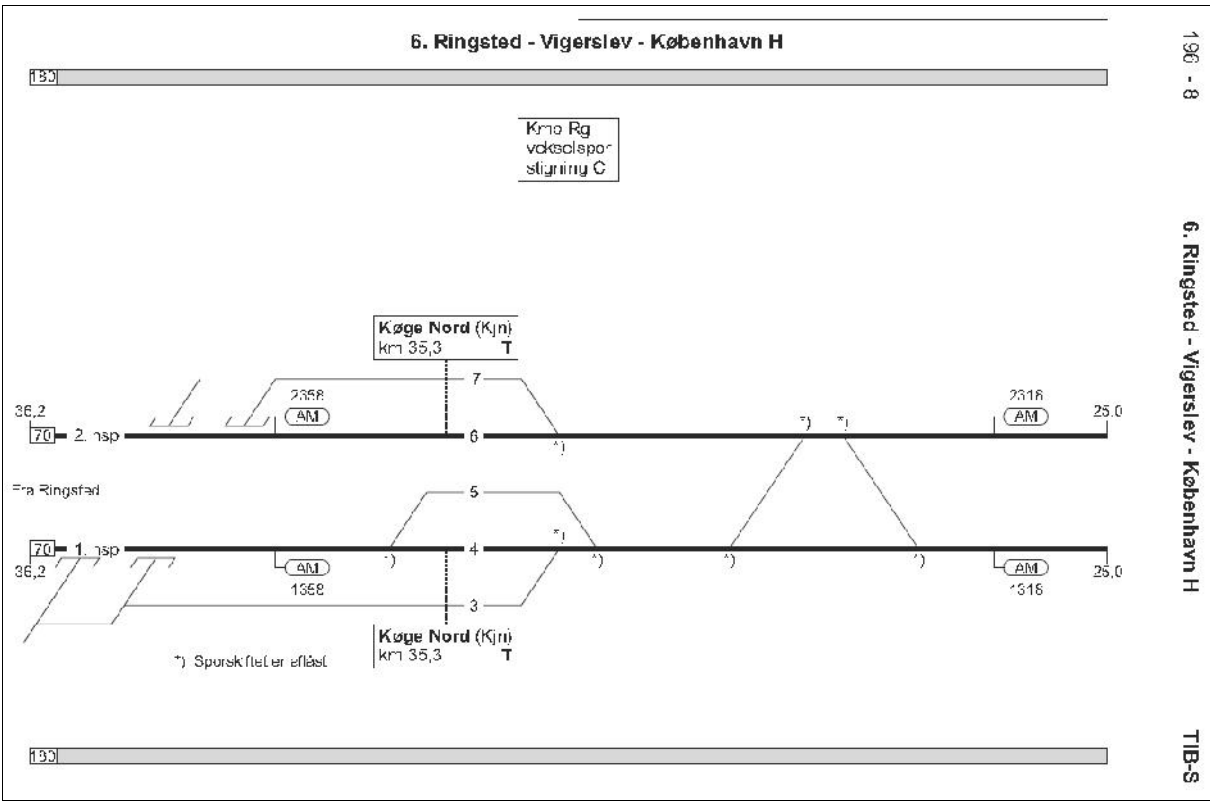 6. Ringsted - Vigerslev - København H
196 - 8
180
Kmp Rg
vekselspor
stigning C
Køge Nord (Kjn)
km 35,3 T
7
2358
2318
36,2
AM
AM
25,0
*) *)
70 2. hsp 6
*)
Fra Ringsted
5
*)
70 1. hsp 4
*) *) *) *)
36,2
AM
AM
25,0
1358
1318
3
Køge Nord (Kjn)
km 35,3 T
*) Sporskiftet er aflåst
180
6. Ringsted - Vigerslev - København H
TIB-S